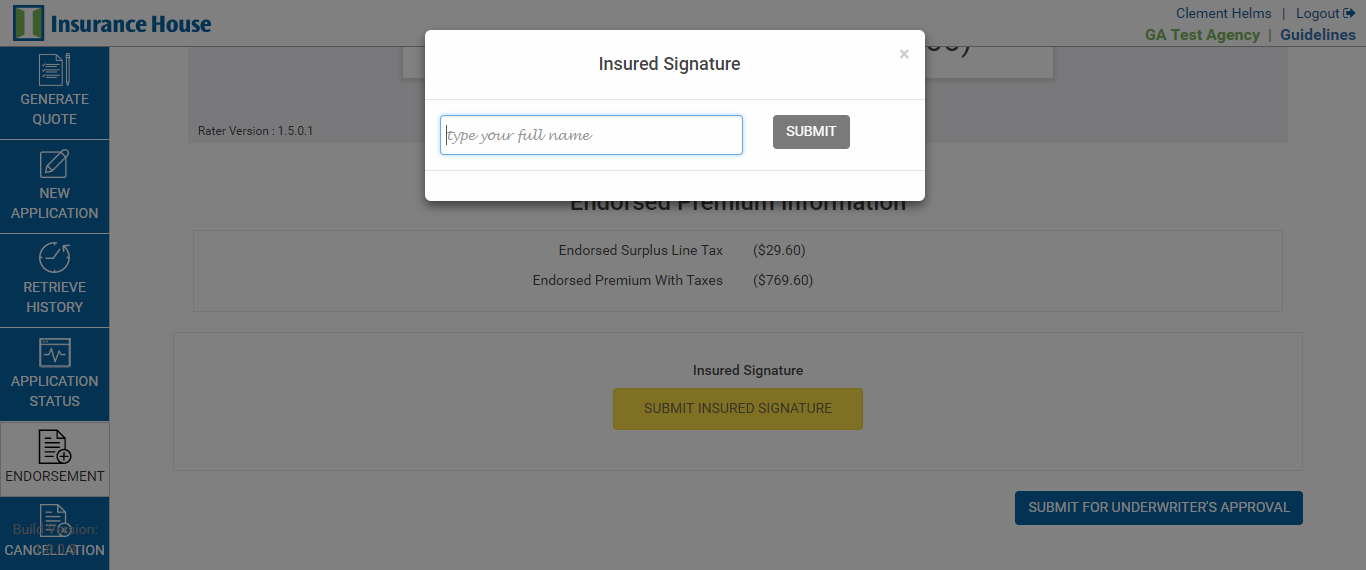 Insurance House
Clement Helms | Logout
GA Test Agency | Guidelines
GENERATE
QUOTE
NEW
APPLICATION
RETRIEVE
HISTORY
APPLICATION
STATUS
ENDORSEMENT
Build Version:
CANCELLATION
Insured Signature
×
type your full name
SUBMIT
Rater Version : 1.5.0.1
Endorsed Premium Information
Endorsed Surplus Line Tax ($29.60)
Endorsed Premium With Taxes ($769.60)
Insured Signature
SUBMIT INSURED SIGNATURE
SUBMIT FOR UNDERWRITER'S APPROVAL